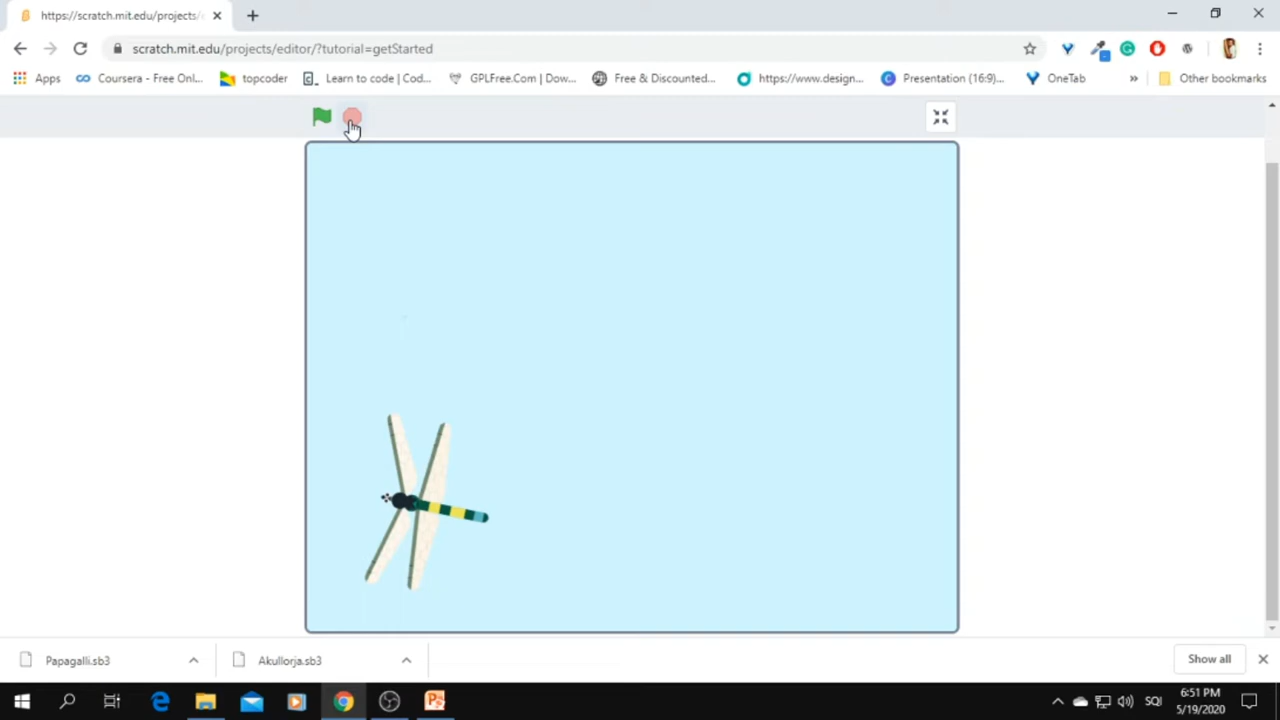 https://scratch.mit.edu/projects/e
scratch.mit.edu/projects/editor/?tutorial=getStarted
Apps Coursera - Free Onl... topcoder Learn to code | Cod... GPLFree.Com | Dow... Free & Discounted... https://www.design... Presentation (16:9)... OneTab » Other bookmarks
Papagalli.sb3 Akullorja.sb3 Show all
SQI 6:51 PM
5/19/2020